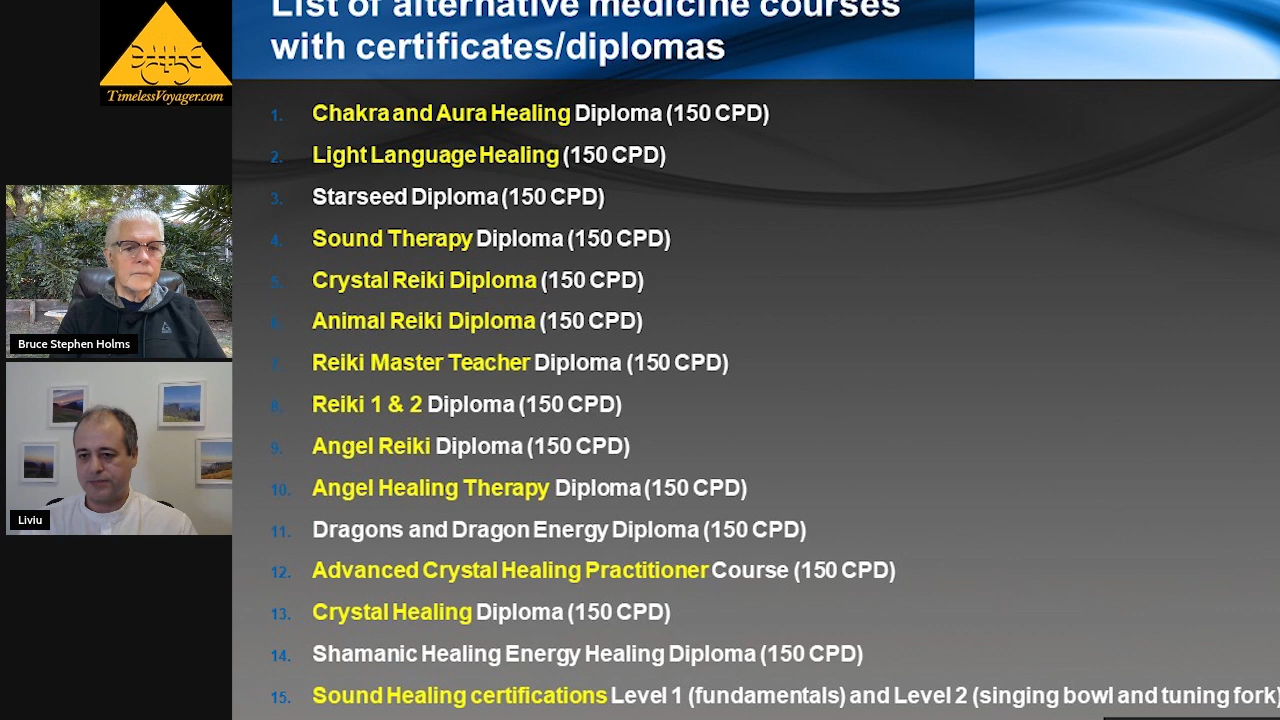 List of alternative medicine courses
with certificates/diplomas
TimelessVoyager.com
1. Chakra and Aura Healing Diploma (150 CPD)
2. Light Language Healing (150 CPD)
3. Starseed Diploma (150 CPD)
4. Sound Therapy Diploma (150 CPD)
5. Crystal Reiki Diploma (150 CPD)
6. Animal Reiki Diploma (150 CPD)
7. Reiki Master Teacher Diploma (150 CPD)
8. Reiki 1 & 2 Diploma (150 CPD)
9. Angel Reiki Diploma (150 CPD)
10. Angel Healing Therapy Diploma (150 CPD)
11. Dragons and Dragon Energy Diploma (150 CPD)
12. Advanced Crystal Healing Practitioner Course (150 CPD)
13. Crystal Healing Diploma (150 CPD)
14. Shamanic Healing Energy Healing Diploma (150 CPD)
15. Sound Healing certifications Level 1 (fundamentals) and Level 2 (singing bowl and tuning fork)
Bruce Stephen Holms
Liviu